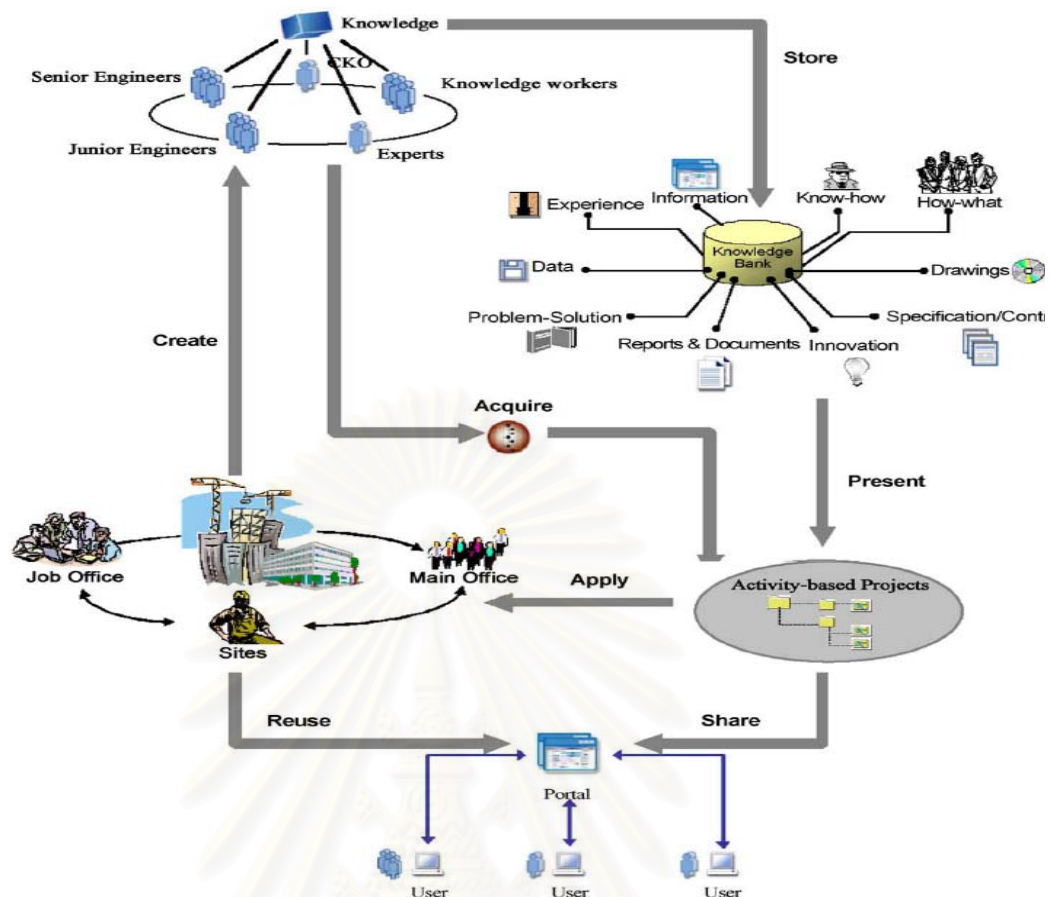 Knowledge
Store
CKO
Senior Engineers
Knowledge workers
Junior Engineers
Experts
Information
Know-how
How-what
Experience
Knowledge
Bank
Data
Drawings
Problem-Solution
Specification/Contr
Reports & Documents
Innovation
Create
Acquire
Present
Job Office
Main Office
Apply
Activity-based Projects
Sites
Reuse
Share
Portal
User
User
User